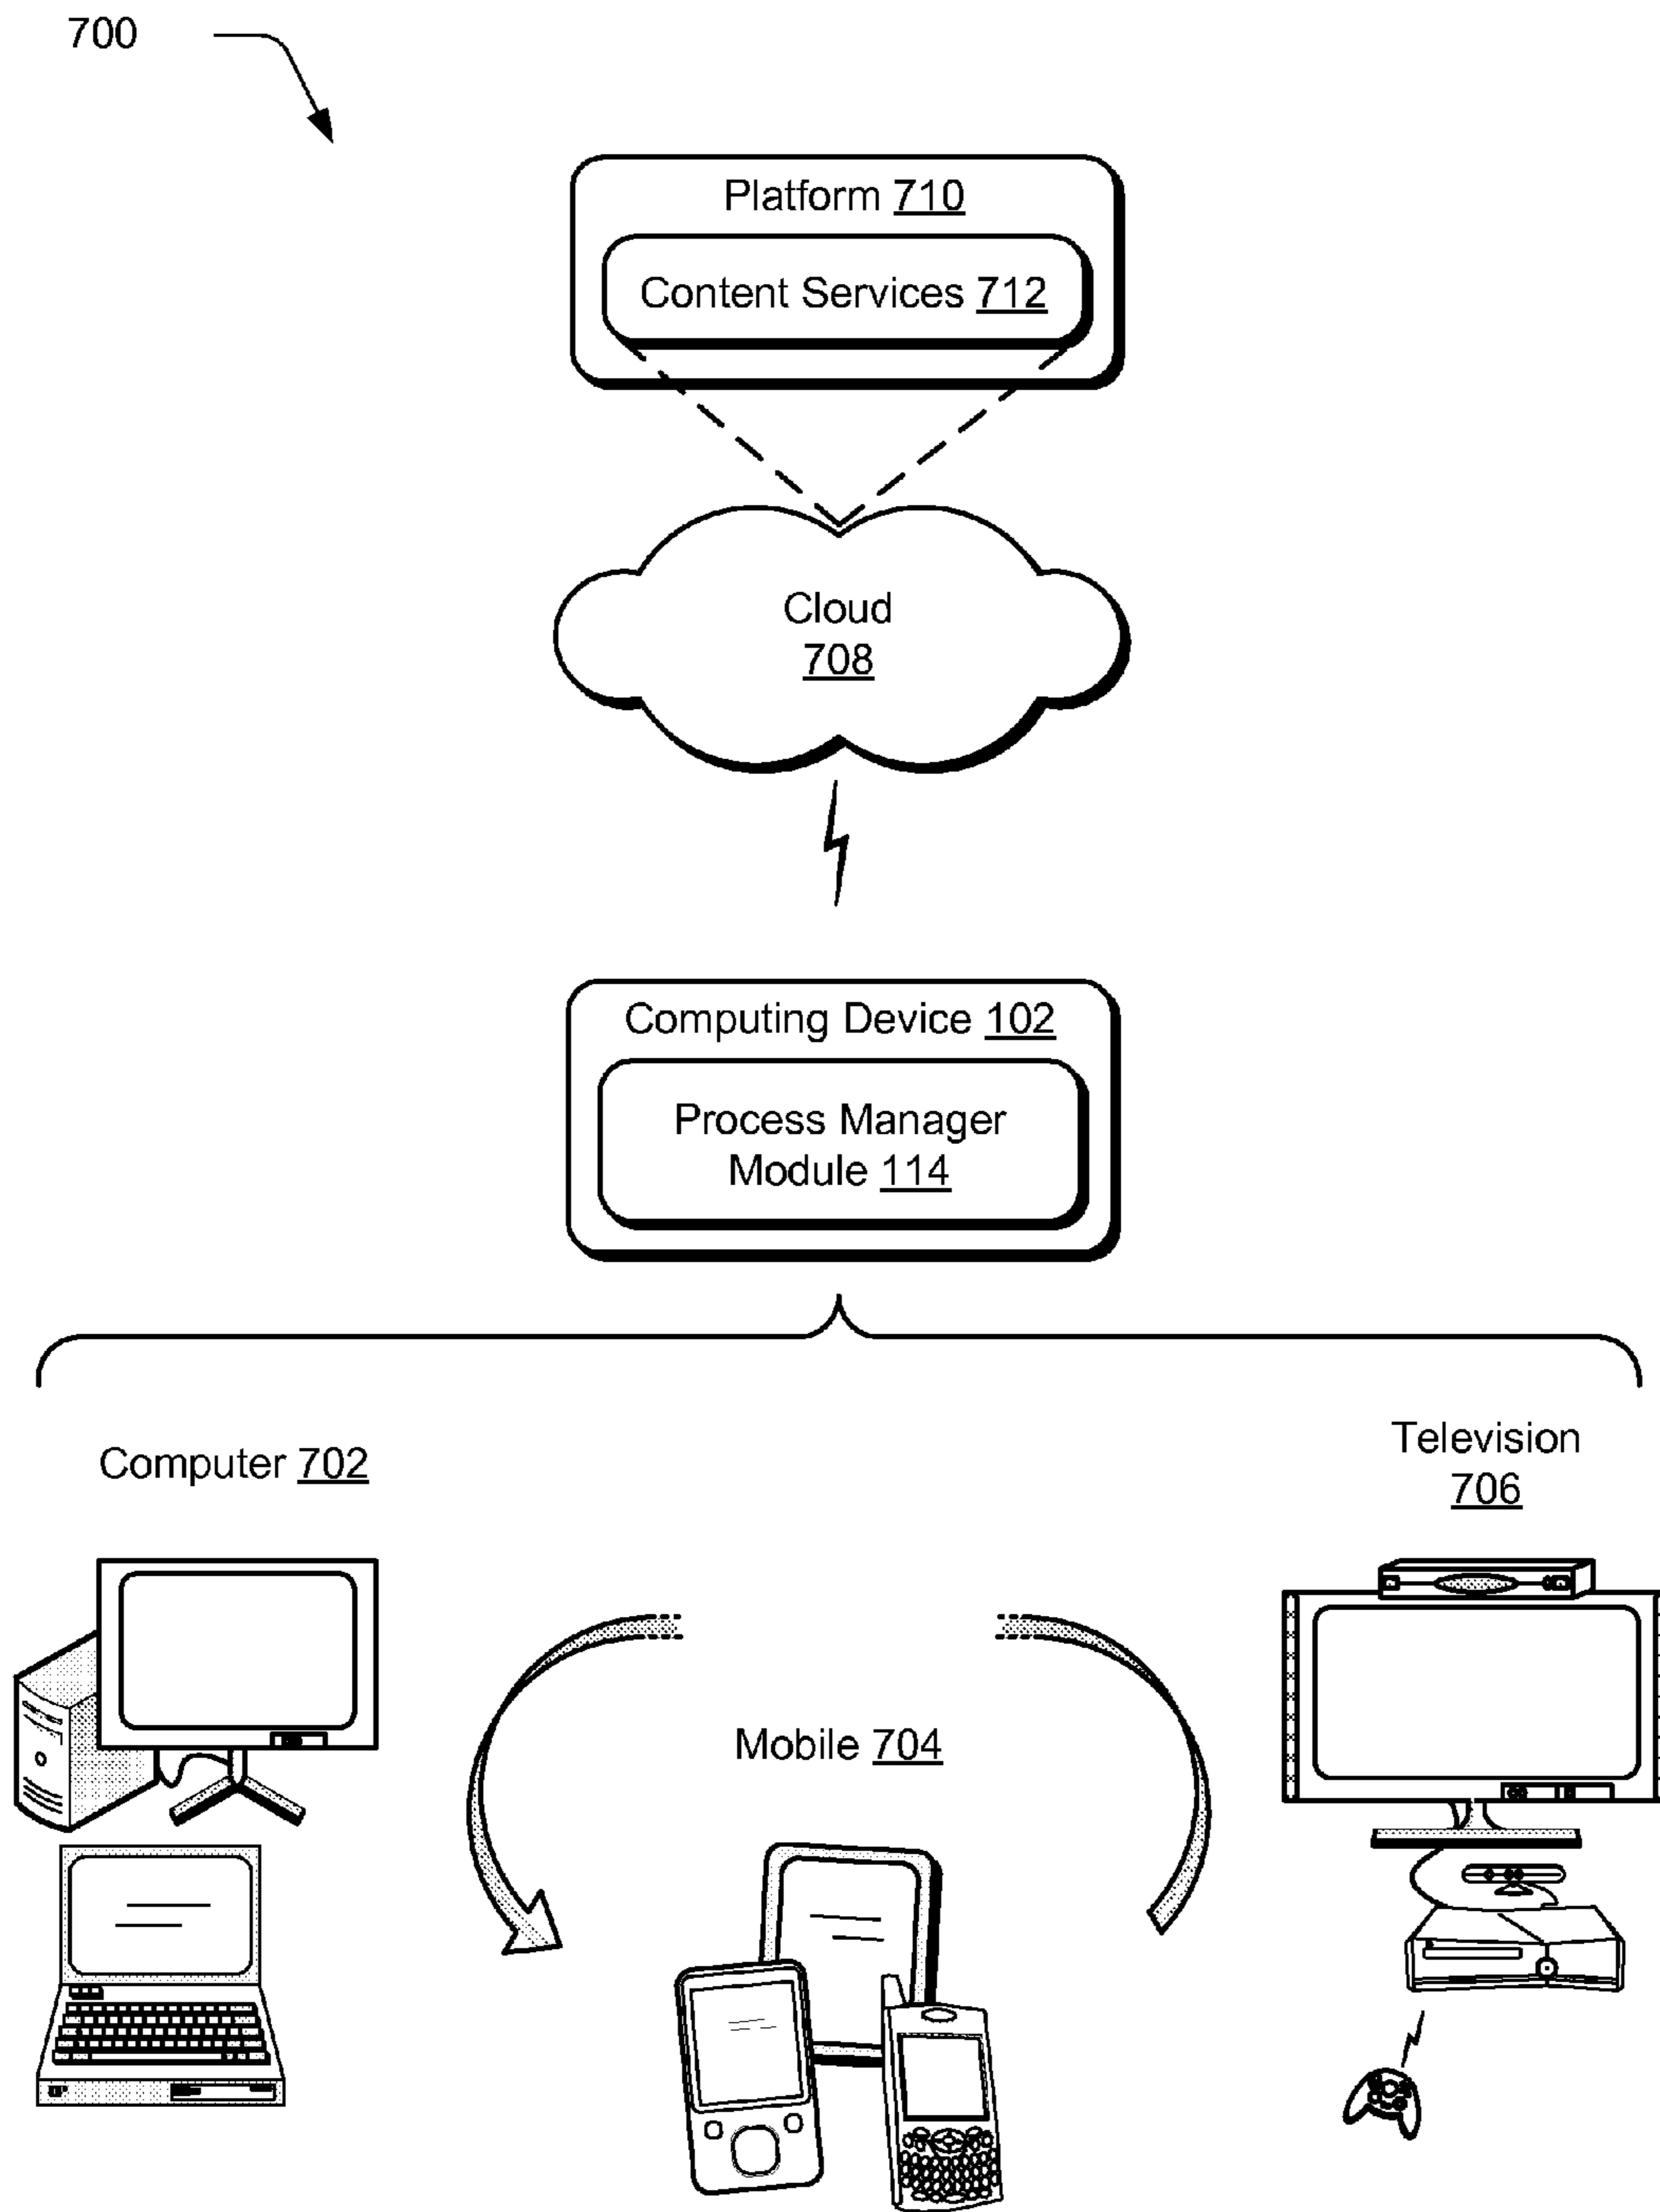 700
Platform 710
Content Services 712
Cloud
708
Computing Device 102
Process Manager
Module 114
Computer 702
Television
706
Mobile 704